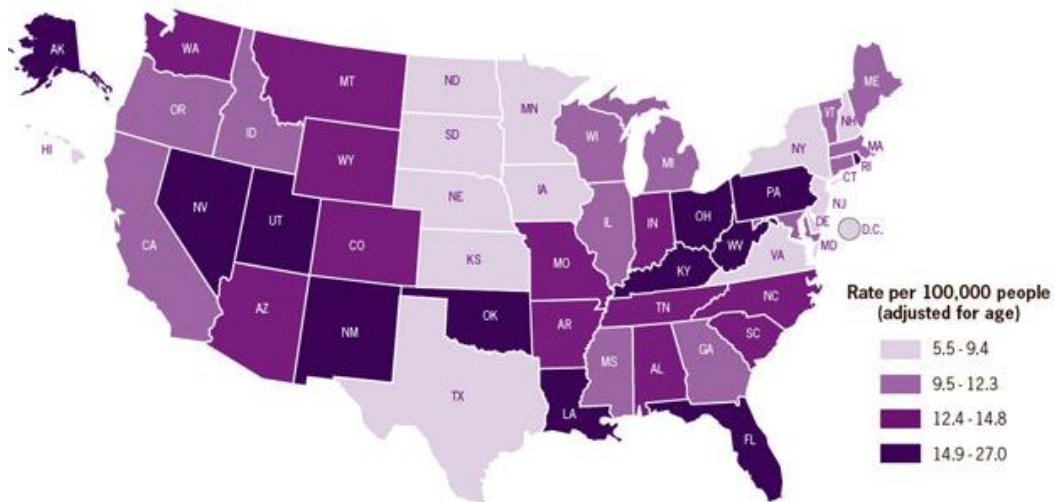 AK
WA
MT
ND
MN
ME
VT
NH
OR
ID
SD
WI
MI
NY
MA
RI
CT
HI
WY
NE
IA
PA
NJ
NV
UT
CO
IL
IN
OH
DE
D.C.
MD
CA
KS
MO
KY
WV
VA
AZ
NM
OK
AR
TN
NC
SC
TX
LA
MS
AL
GA
FL
Rate per 100,000 people
(adjusted for age)
5.5 - 9.4
9.5 - 12.3
12.4 - 14.8
14.9 - 27.0